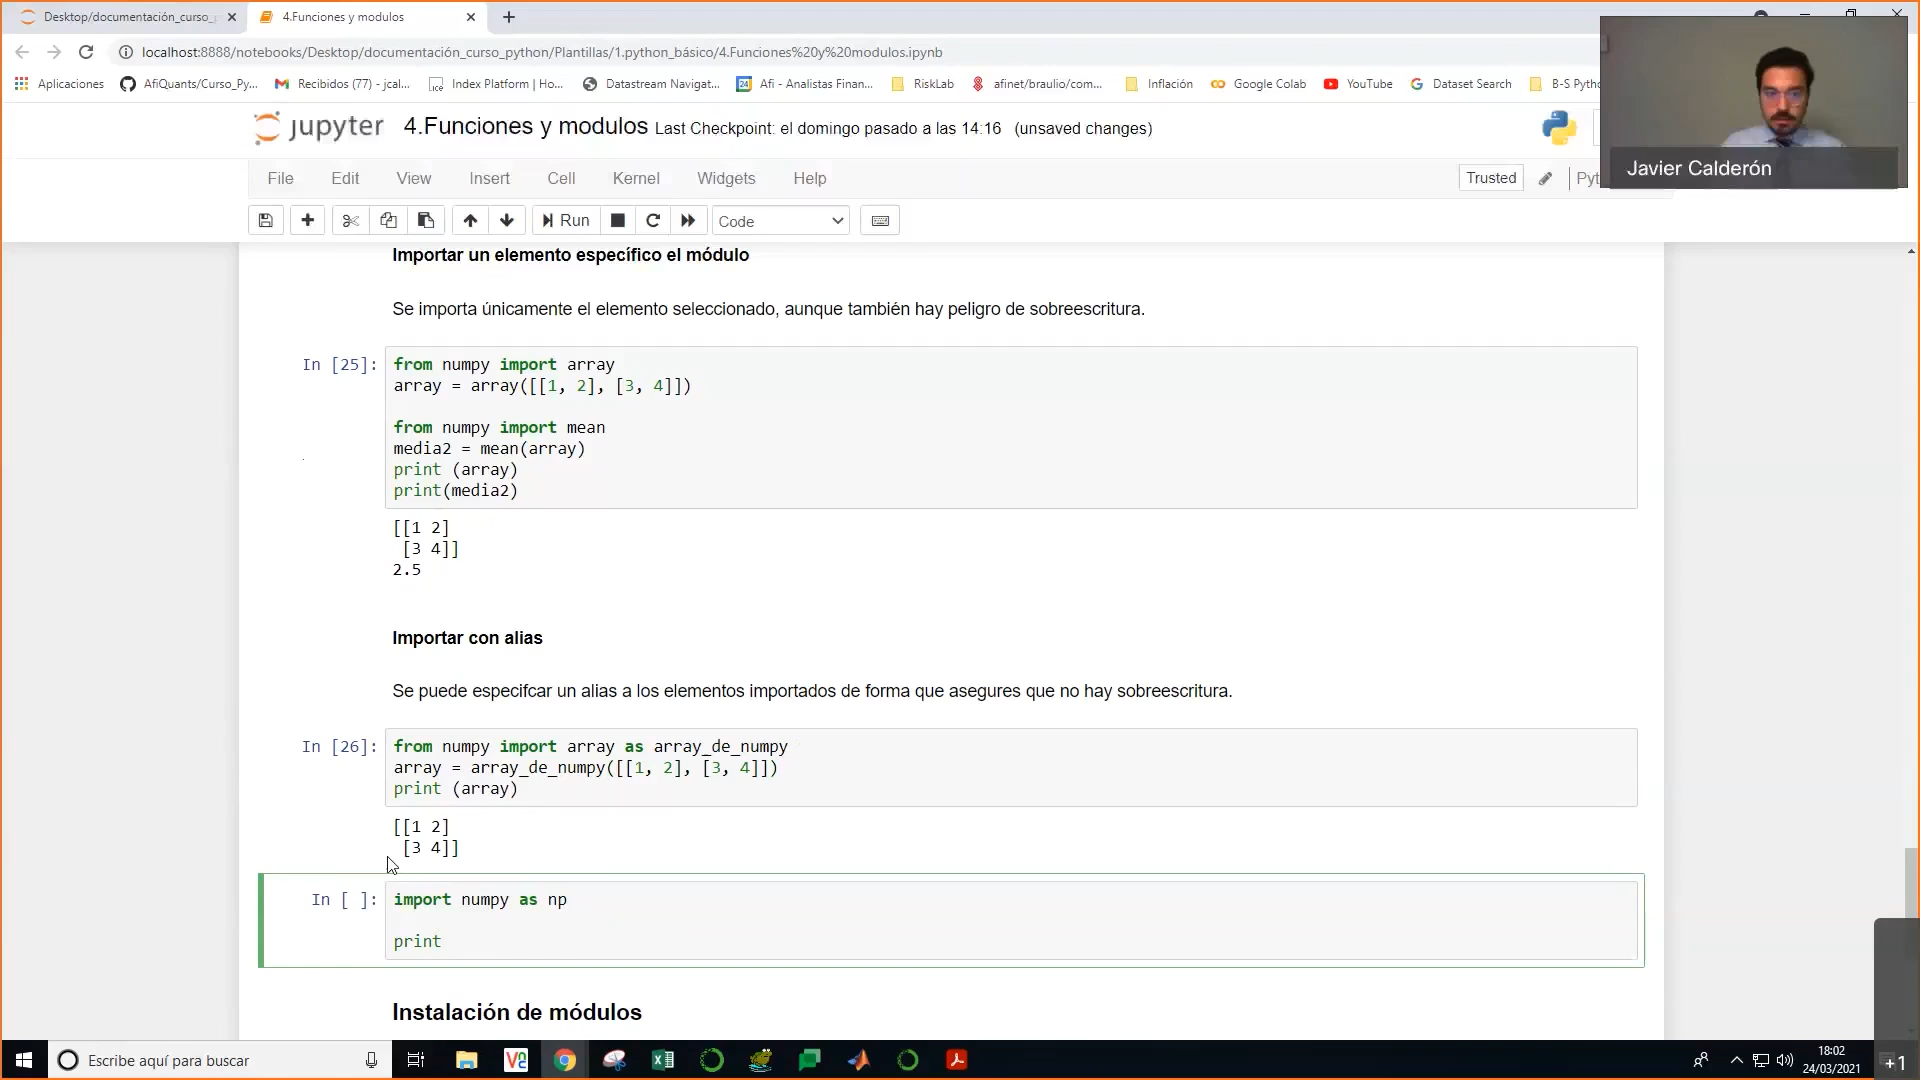 Desktop/documentación_curso_p
4.Funciones y modulos
localhost:8888/notebooks/Desktop/documentación_curso_python/Plantillas/1.python_básico/4.Funciones%20y%20modulos.ipynb
Aplicaciones
AfiQuants/Curso_Py...
Recibidos (77) - jcal...
Index Platform | Ho...
Datastream Navigat...
Afi - Analistas Finan...
RiskLab
afinet/braulio/com...
Inflación
Google Colab
YouTube
Dataset Search
B-S Pytho
jupyter 4.Funciones y modulos Last Checkpoint: el domingo pasado a las 14:16 (unsaved changes)
Javier Calderón
File Edit View Insert Cell Kernel Widgets Help
Trusted
Pyt
Run
Code
Importar un elemento específico el módulo
Se importa únicamente el elemento seleccionado, aunque también hay peligro de sobreescritura.
In [25]:
from numpy import array
array = array([[1, 2], [3, 4]])
from numpy import mean
media2 = mean(array)
print (array)
print(media2)
[[1 2]
[3 4]]
2.5
Importar con alias
Se puede especifcar un alias a los elementos importados de forma que asegures que no hay sobreescritura.
In [26]:
from numpy import array as array_de_numpy
array = array_de_numpy([[1, 2], [3, 4]])
print (array)
[[1 2]
[3 4]]
In [ ]:
import numpy as np
print
Instalación de módulos
Escribe aquí para buscar
18:02
24/03/2021
+1